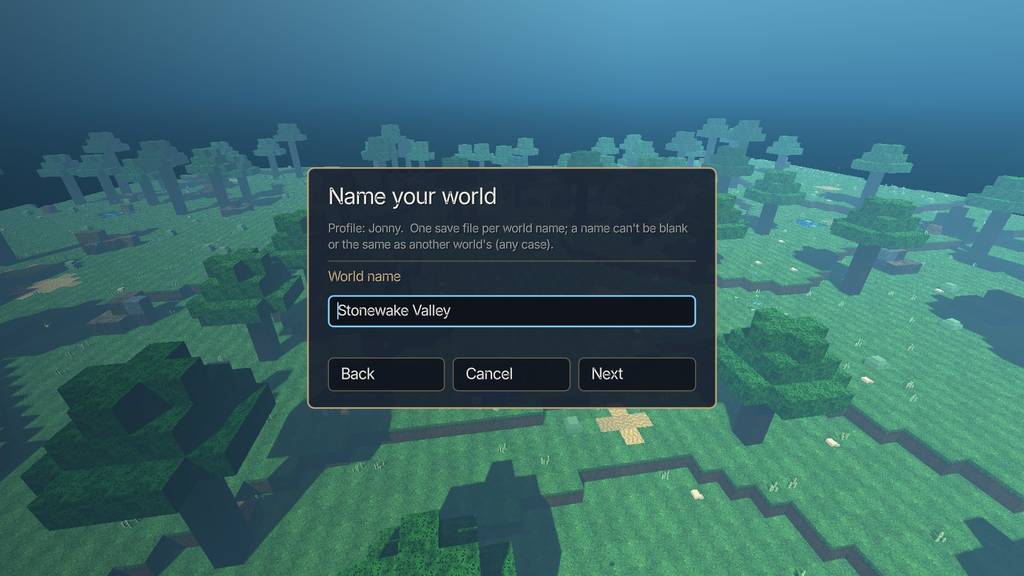 Name your world
Profile: Jonny.  One save file per world name; a name can't be blank
or the same as another world's (any case).
World name
Stonewake Valley
Back
Cancel
Next